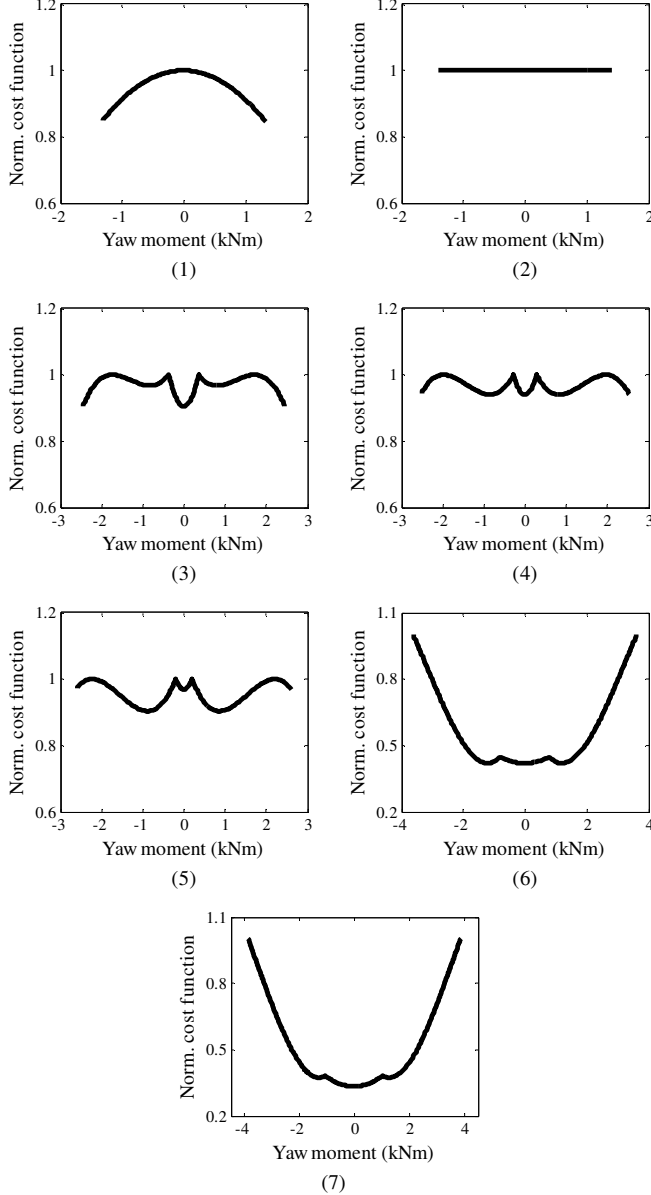 1.2
1
0.8
0.6
Norm. cost function
-2 -1 0 1 2
Yaw moment (kNm)
(1)
1.2
1
0.8
0.6
Norm. cost function
-2 -1 0 1 2
Yaw moment (kNm)
(2)
1.2
1
0.8
0.6
Norm. cost function
-3 -2 -1 0 1 2 3
Yaw moment (kNm)
(3)
1.2
1
0.8
0.6
Norm. cost function
-3 -2 -1 0 1 2 3
Yaw moment (kNm)
(4)
1.2
1
0.8
0.6
Norm. cost function
-3 -2 -1 0 1 2 3
Yaw moment (kNm)
(5)
1.1
0.8
0.5
0.2
Norm. cost function
-4 -2 0 2 4
Yaw moment (kNm)
(6)
1.1
0.8
0.5
0.2
Norm. cost function
-4 -2 0 2 4
Yaw moment (kNm)
(7)